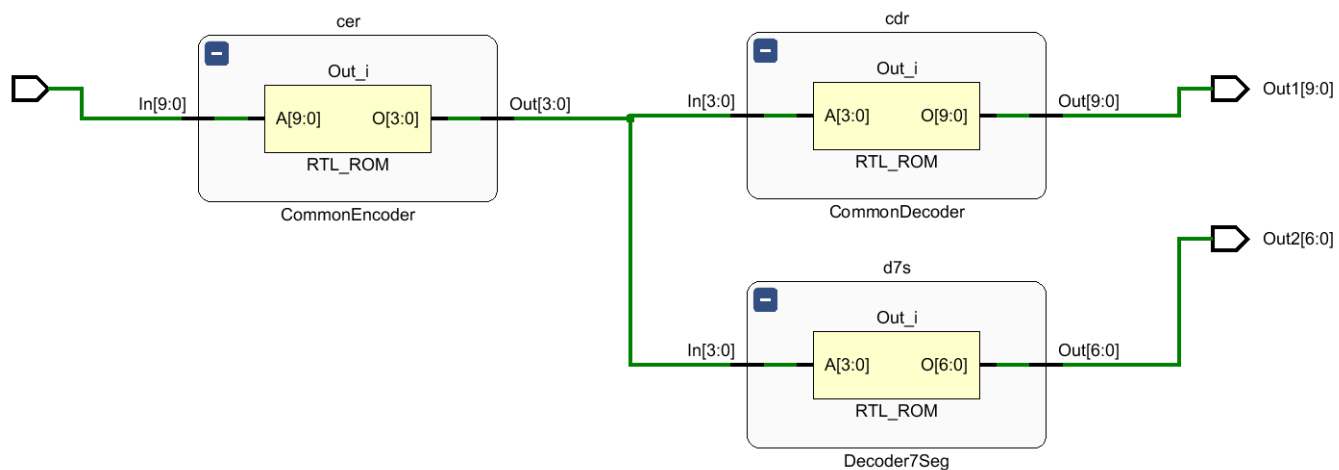 cer
Out_i
In[9:0]
A[9:0]
O[3:0]
Out[3:0]
RTL_ROM
CommonEncoder
cdr
Out_i
In[3:0]
A[3:0]
O[9:0]
Out[9:0]
RTL_ROM
CommonDecoder
Out1[9:0]
d7s
Out_i
In[3:0]
A[3:0]
O[6:0]
Out[6:0]
RTL_ROM
Decoder7Seg
Out2[6:0]